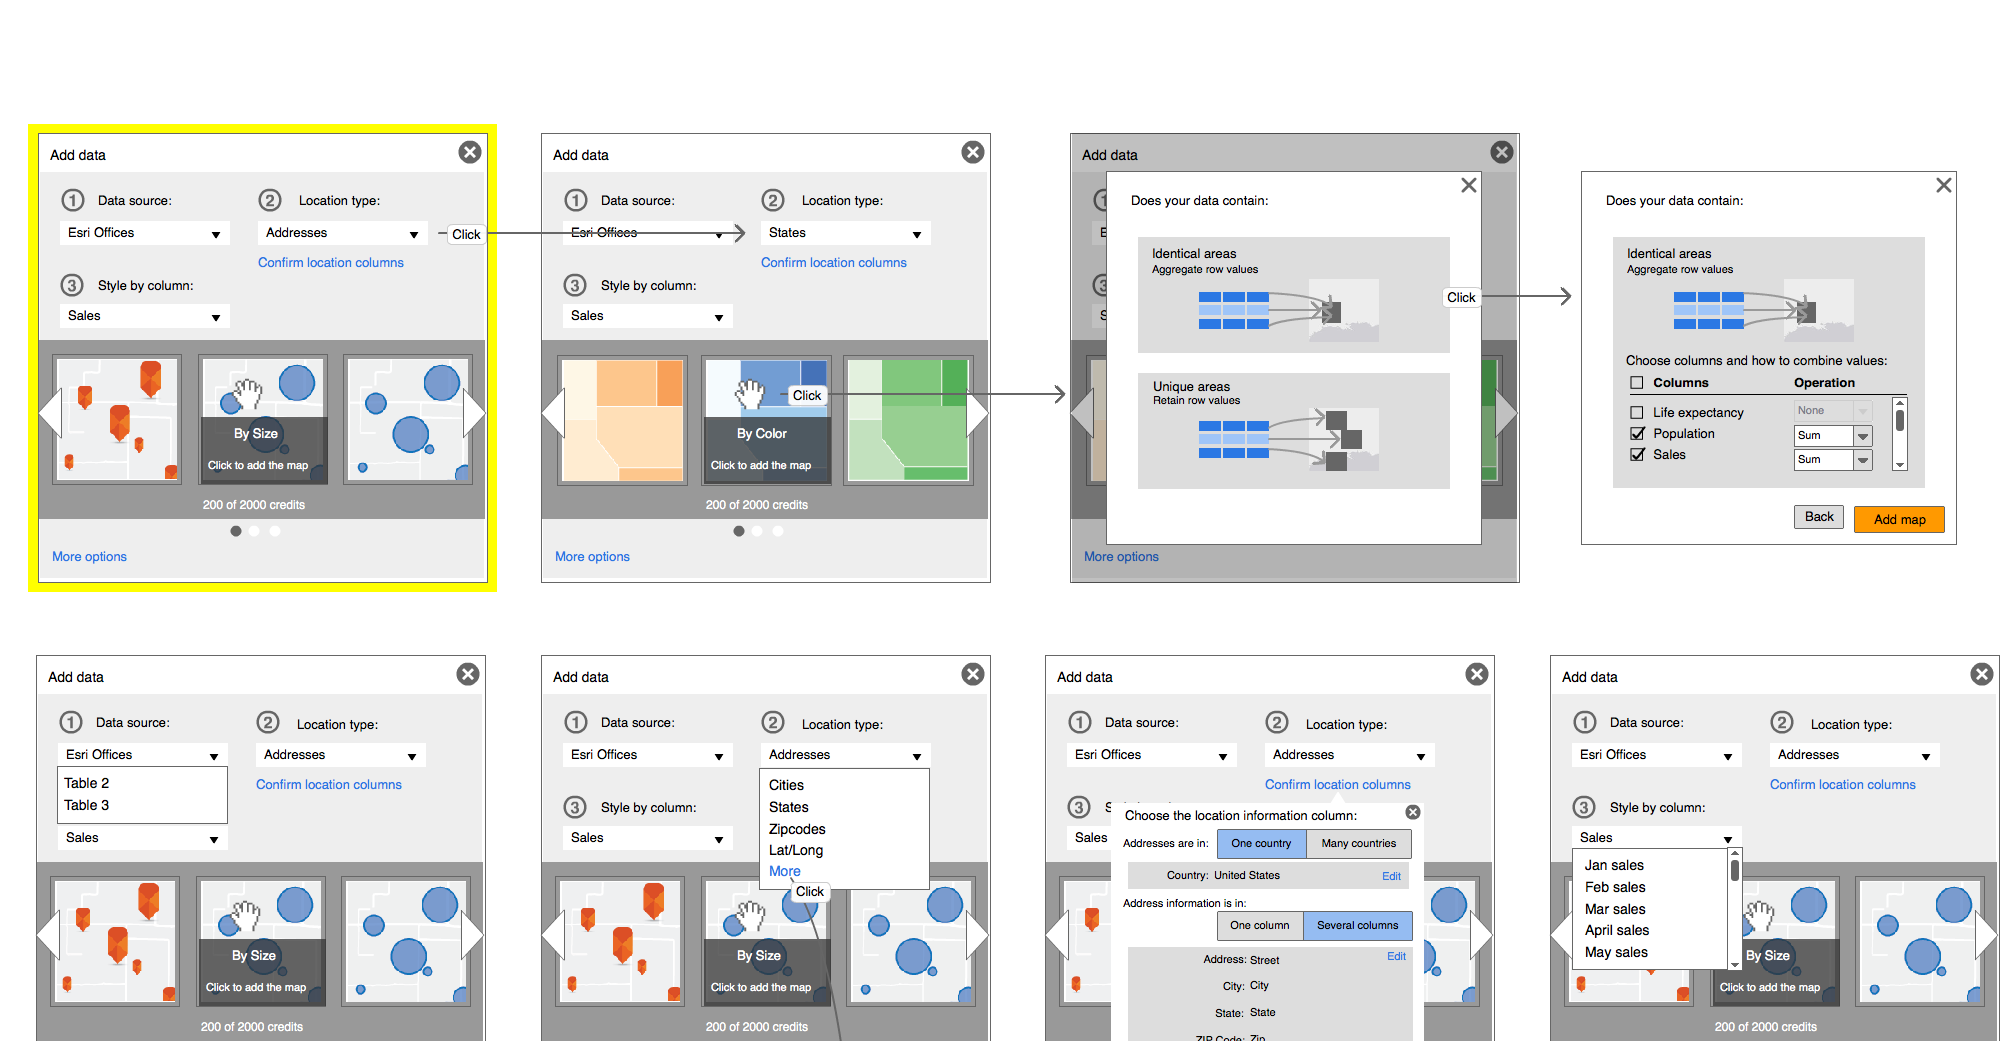 Add data
1 Data source:
2 Location type:
Esri Offices
Addresses
Click
Confirm location columns
3 Style by column:
Sales
By Size
Click to add the map
200 of 2000 credits
More options
Add data
1 Data source:
2 Location type:
Esri Offices
States
Confirm location columns
3 Style by column:
Sales
By Color
Click to add the map
Click
200 of 2000 credits
More options
Add data
1
E
3
S
Does your data contain:
Identical areas
Aggregate row values
Click
Unique areas
Retain row values
More options
Does your data contain:
Identical areas
Aggregate row values
Choose columns and how to combine values:
Columns Operation
Life expectancy None
Population Sum
Sales Sum
Back
Add map
Add data
1 Data source:
2 Location type:
Esri Offices
Addresses
Table 2
Table 3
Confirm location columns
Sales
By Size
Click to add the map
200 of 2000 credits
Add data
1 Data source:
2 Location type:
Esri Offices
Addresses
Cities
States
Zipcodes
Lat/Long
More
Click
3 Style by column:
Sales
By Size
Click to add the map
200 of 2000 credits
Add data
1 Data source:
2 Location type:
Esri Offices
Addresses
Confirm location columns
3
Sales
Choose the location information column:
Addresses are in: One country Many countries
Country: United States Edit
Address information is in:
One column Several columns
Address: Street Edit
City: City
State: State
ZIP Code: Zip
Add data
1 Data source:
2 Location type:
Esri Offices
Addresses
Confirm location columns
3 Style by column:
Sales
Jan sales
Feb sales
Mar sales
April sales
May sales
By Size
Click to add the map
200 of 2000 credits